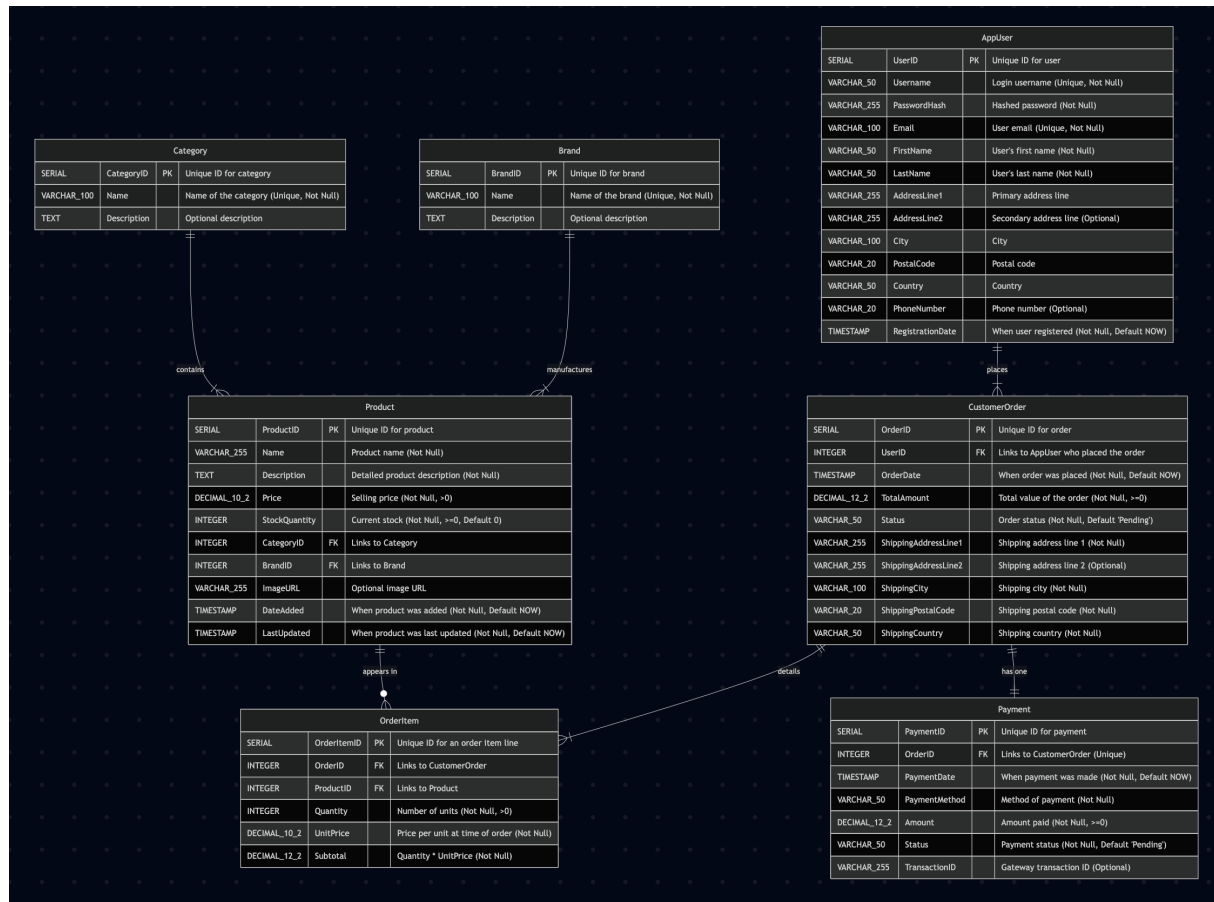 AppUser
SERIAL UserID PK Unique ID for user
VARCHAR_50 Username Login username (Unique, Not Null)
VARCHAR_255 PasswordHash Hashed password (Not Null)
VARCHAR_100 Email User email (Unique, Not Null)
VARCHAR_50 FirstName User's first name (Not Null)
VARCHAR_50 LastName User's last name (Not Null)
VARCHAR_255 AddressLine1 Primary address line
VARCHAR_255 AddressLine2 Secondary address line (Optional)
VARCHAR_100 City City
VARCHAR_20 PostalCode Postal code
VARCHAR_50 Country Country
VARCHAR_20 PhoneNumber Phone number (Optional)
TIMESTAMP RegistrationDate When user registered (Not Null, Default NOW)
Category
SERIAL CategoryID PK Unique ID for category
VARCHAR_100 Name Name of the category (Unique, Not Null)
TEXT Description Optional description
Brand
SERIAL BrandID PK Unique ID for brand
VARCHAR_100 Name Name of the brand (Unique, Not Null)
TEXT Description Optional description
contains
manufactures
places
Product
SERIAL ProductID PK Unique ID for product
VARCHAR_255 Name Product name (Not Null)
TEXT Description Detailed product description (Not Null)
DECIMAL_10_2 Price Selling price (Not Null, >0)
INTEGER StockQuantity Current stock (Not Null, >=0, Default 0)
INTEGER CategoryID FK Links to Category
INTEGER BrandID FK Links to Brand
VARCHAR_255 ImageURL Optional image URL
TIMESTAMP DateAdded When product was added (Not Null, Default NOW)
TIMESTAMP LastUpdated When product was last updated (Not Null, Default NOW)
CustomerOrder
SERIAL OrderID PK Unique ID for order
INTEGER UserID FK Links to AppUser who placed the order
TIMESTAMP OrderDate When order was placed (Not Null, Default NOW)
DECIMAL_12_2 TotalAmount Total value of the order (Not Null, >=0)
VARCHAR_50 Status Order status (Not Null, Default 'Pending')
VARCHAR_255 ShippingAddressLine1 Shipping address line 1 (Not Null)
VARCHAR_255 ShippingAddressLine2 Shipping address line 2 (Optional)
VARCHAR_100 ShippingCity Shipping city (Not Null)
VARCHAR_20 ShippingPostalCode Shipping postal code (Not Null)
VARCHAR_50 ShippingCountry Shipping country (Not Null)
appears in
details
has one
OrderItem
SERIAL OrderItemID PK Unique ID for an order item line
INTEGER OrderID FK Links to CustomerOrder
INTEGER ProductID FK Links to Product
INTEGER Quantity Number of units (Not Null, >0)
DECIMAL_10_2 UnitPrice Price per unit at time of order (Not Null)
DECIMAL_12_2 Subtotal Quantity * UnitPrice (Not Null)
Payment
SERIAL PaymentID PK Unique ID for payment
INTEGER OrderID FK Links to CustomerOrder (Unique)
TIMESTAMP PaymentDate When payment was made (Not Null, Default NOW)
VARCHAR_50 PaymentMethod Method of payment (Not Null)
DECIMAL_12_2 Amount Amount paid (Not Null, >=0)
VARCHAR_50 Status Payment status (Not Null, Default 'Pending')
VARCHAR_255 TransactionID Gateway transaction ID (Optional)